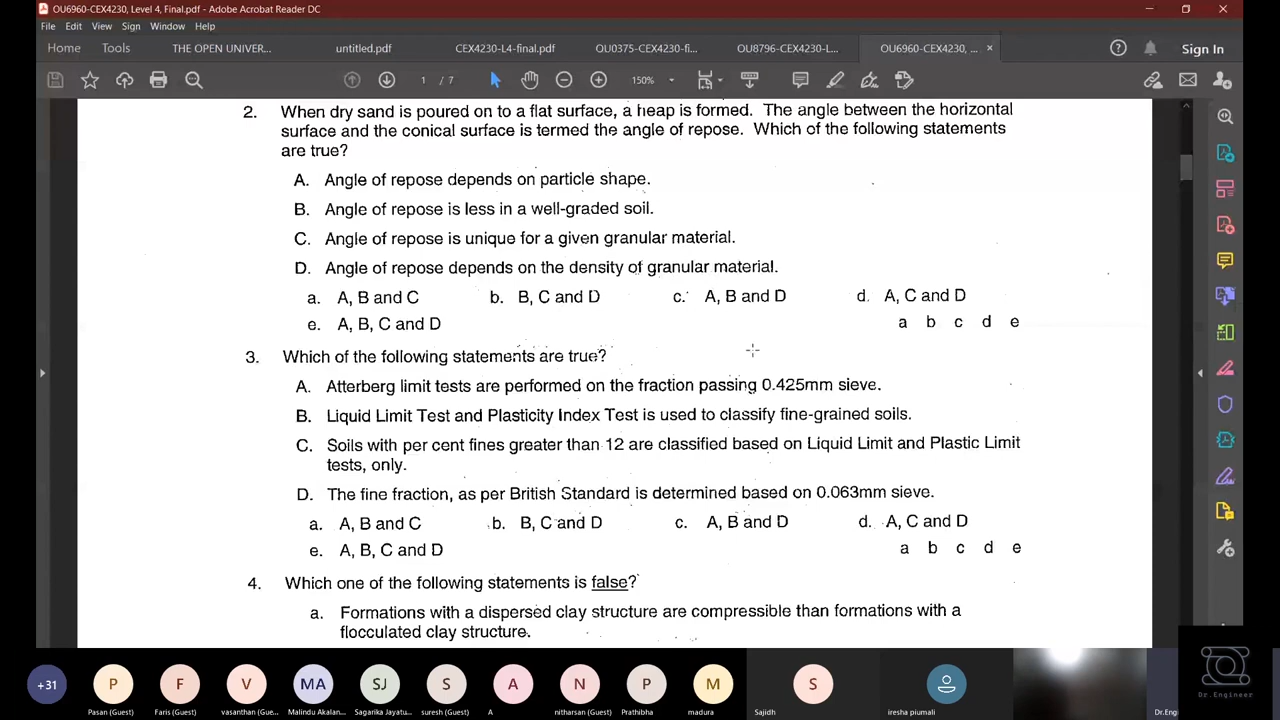 OU6960-CEX4230, Level 4, Final.pdf - Adobe Acrobat Reader DC
File Edit View Sign Window Help
Home Tools THE OPEN UNIVER... untitled.pdf CEX4230-L4-final.pdf OU0375-CEX4230-fi... OU8796-CEX4230-L... OU6960-CEX4230, ... × Sign In
1 / 7 150%
2. When dry sand is poured on to a flat surface, a heap is formed. The angle between the horizontal
surface and the conical surface is termed the angle of repose. Which of the following statements
are true?
A. Angle of repose depends on particle shape.
B. Angle of repose is less in a well-graded soil.
C. Angle of repose is unique for a given granular material.
D. Angle of repose depends on the density of granular material.
a. A, B and C b. B, C and D c. A, B and D d. A, C and D
e. A, B, C and D a b c d e
3. Which of the following statements are true?
A. Atterberg limit tests are performed on the fraction passing 0.425mm sieve.
B. Liquid Limit Test and Plasticity Index Test is used to classify fine-grained soils.
C. Soils with per cent fines greater than 12 are classified based on Liquid Limit and Plastic Limit
tests, only.
D. The fine fraction, as per British Standard is determined based on 0.063mm sieve.
a. A, B and C b. B, C and D c. A, B and D d. A, C and D
e. A, B, C and D a b c d e
4. Which one of the following statements is false?
a. Formations with a dispersed clay structure are compressible than formations with a
flocculated clay structure.
+31 P F V MA SJ S A N P M S
Pasan (Guest) Faris (Guest) vasanthan (Gue... Malindu Akalan... Sagarika Jayatu... suresh (Guest) A nitharsan (Guest) Prathibha madura Sajidh iresha piumali Dr.Eng
Dr.Engineer